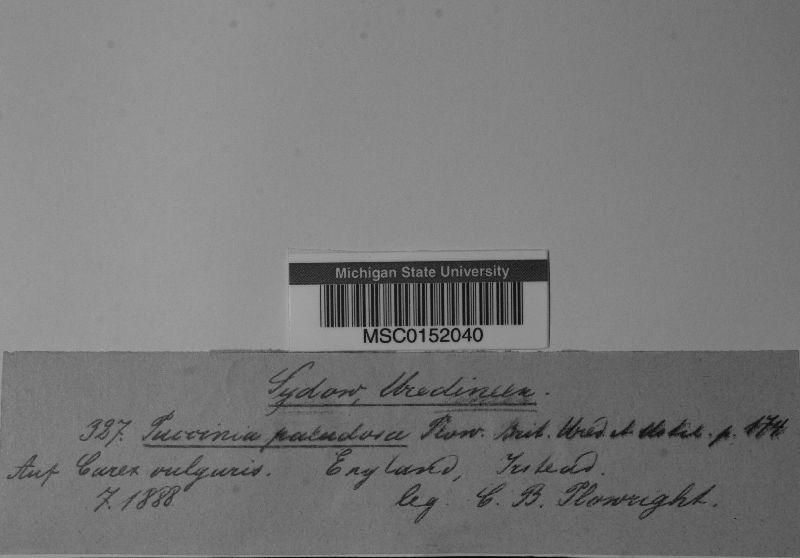 Michigan State University
MSC0152040
Sydow, Uredineen.
327. Puccinia paludosa Plow. Brit. Ured. et Ustil. p. 174
Auf Carex vulgaris. England, Irstead.
7. 1888 leg. C. B. Plowright.